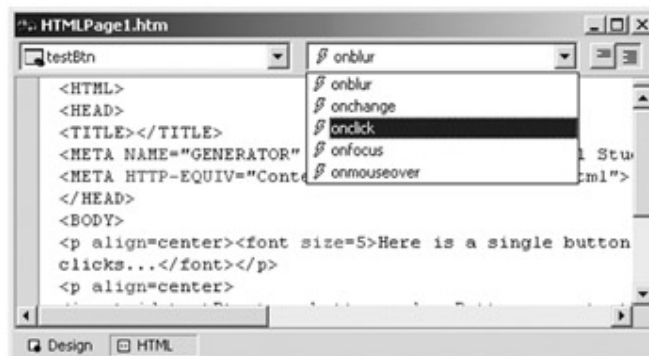 HTMLPage1.htm
testBtn
onblur
onblur
onchange
onclick
onfocus
onmouseover
<HTML>
<HEAD>
<TITLE></TITLE>
<META NAME="GENERATOR" l Stu
<META HTTP-EQUIV="Conte ml">
</HEAD>
<BODY>
<p align=center><font size=5>Here is a single button
clicks...</font></p>
<p align=center>
Design HTML